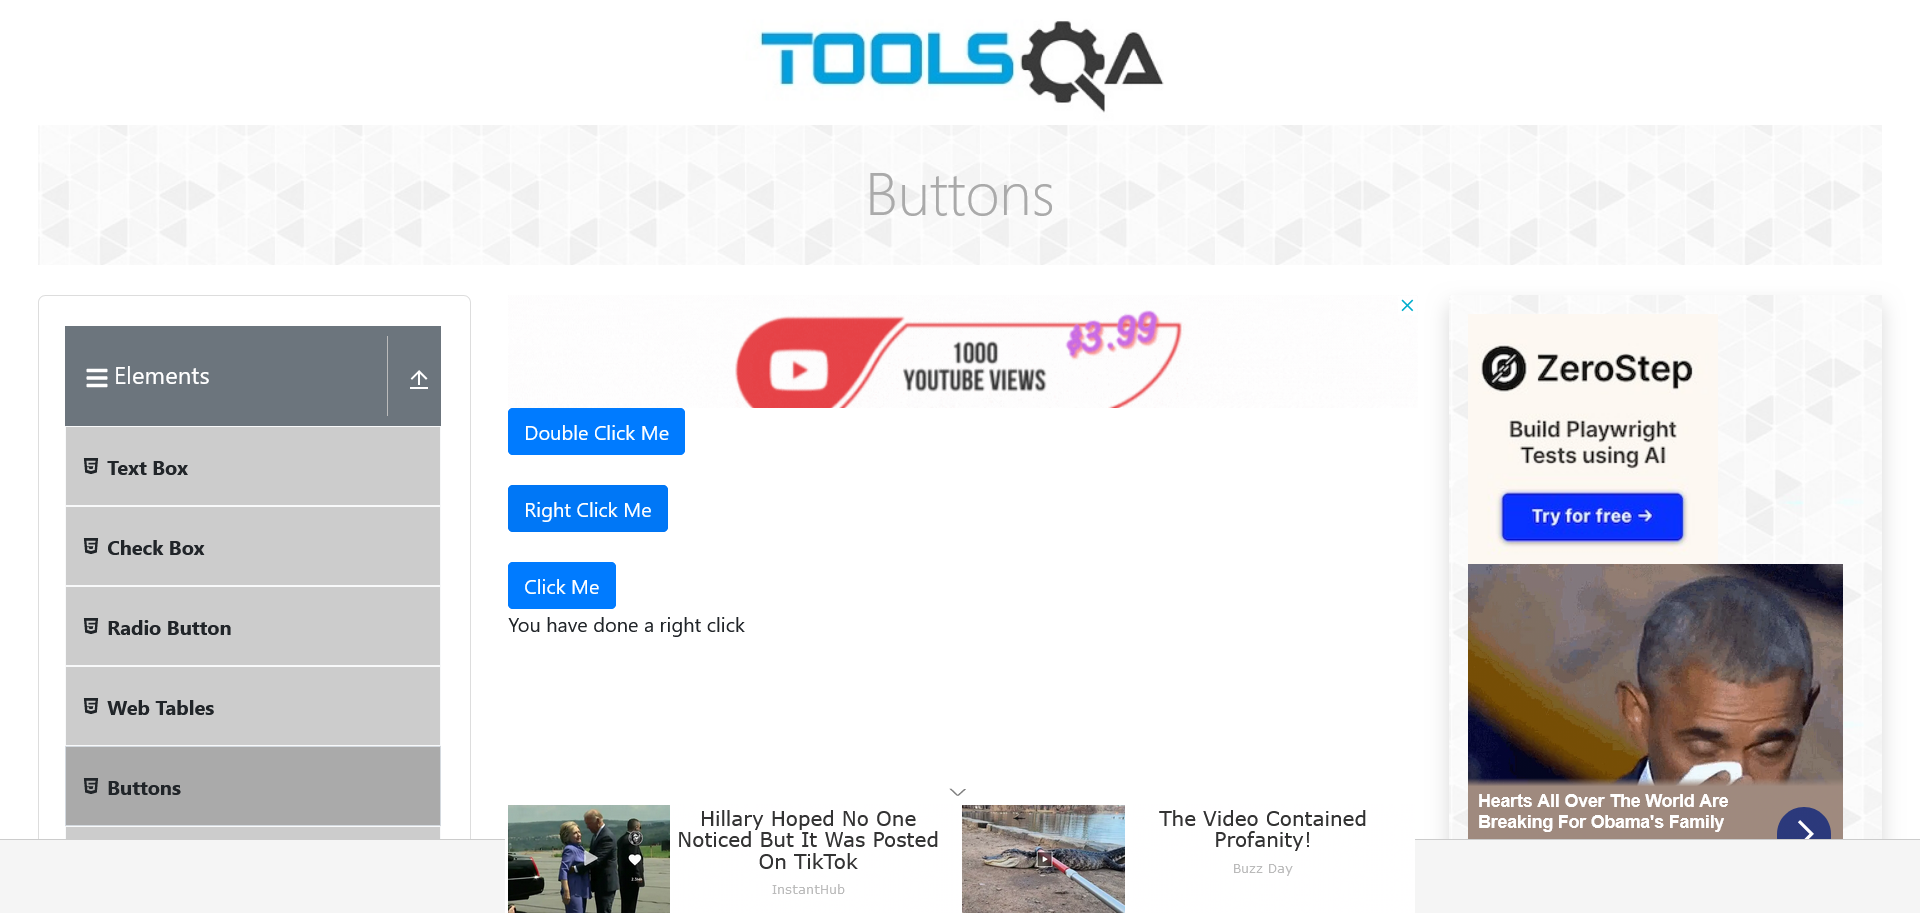 TOOLSQA
Buttons
Elements
Text Box
Check Box
Radio Button
Web Tables
Buttons
1000
YOUTUBE VIEWS
$3.99
Double Click Me
Right Click Me
Click Me
You have done a right click
Hillary Hoped No One
Noticed But It Was Posted
On TikTok
InstantHub
The Video Contained
Profanity!
Buzz Day
ZeroStep
Build Playwright
Tests using AI
Try for free →
Hearts All Over The World Are
Breaking For Obama's Family